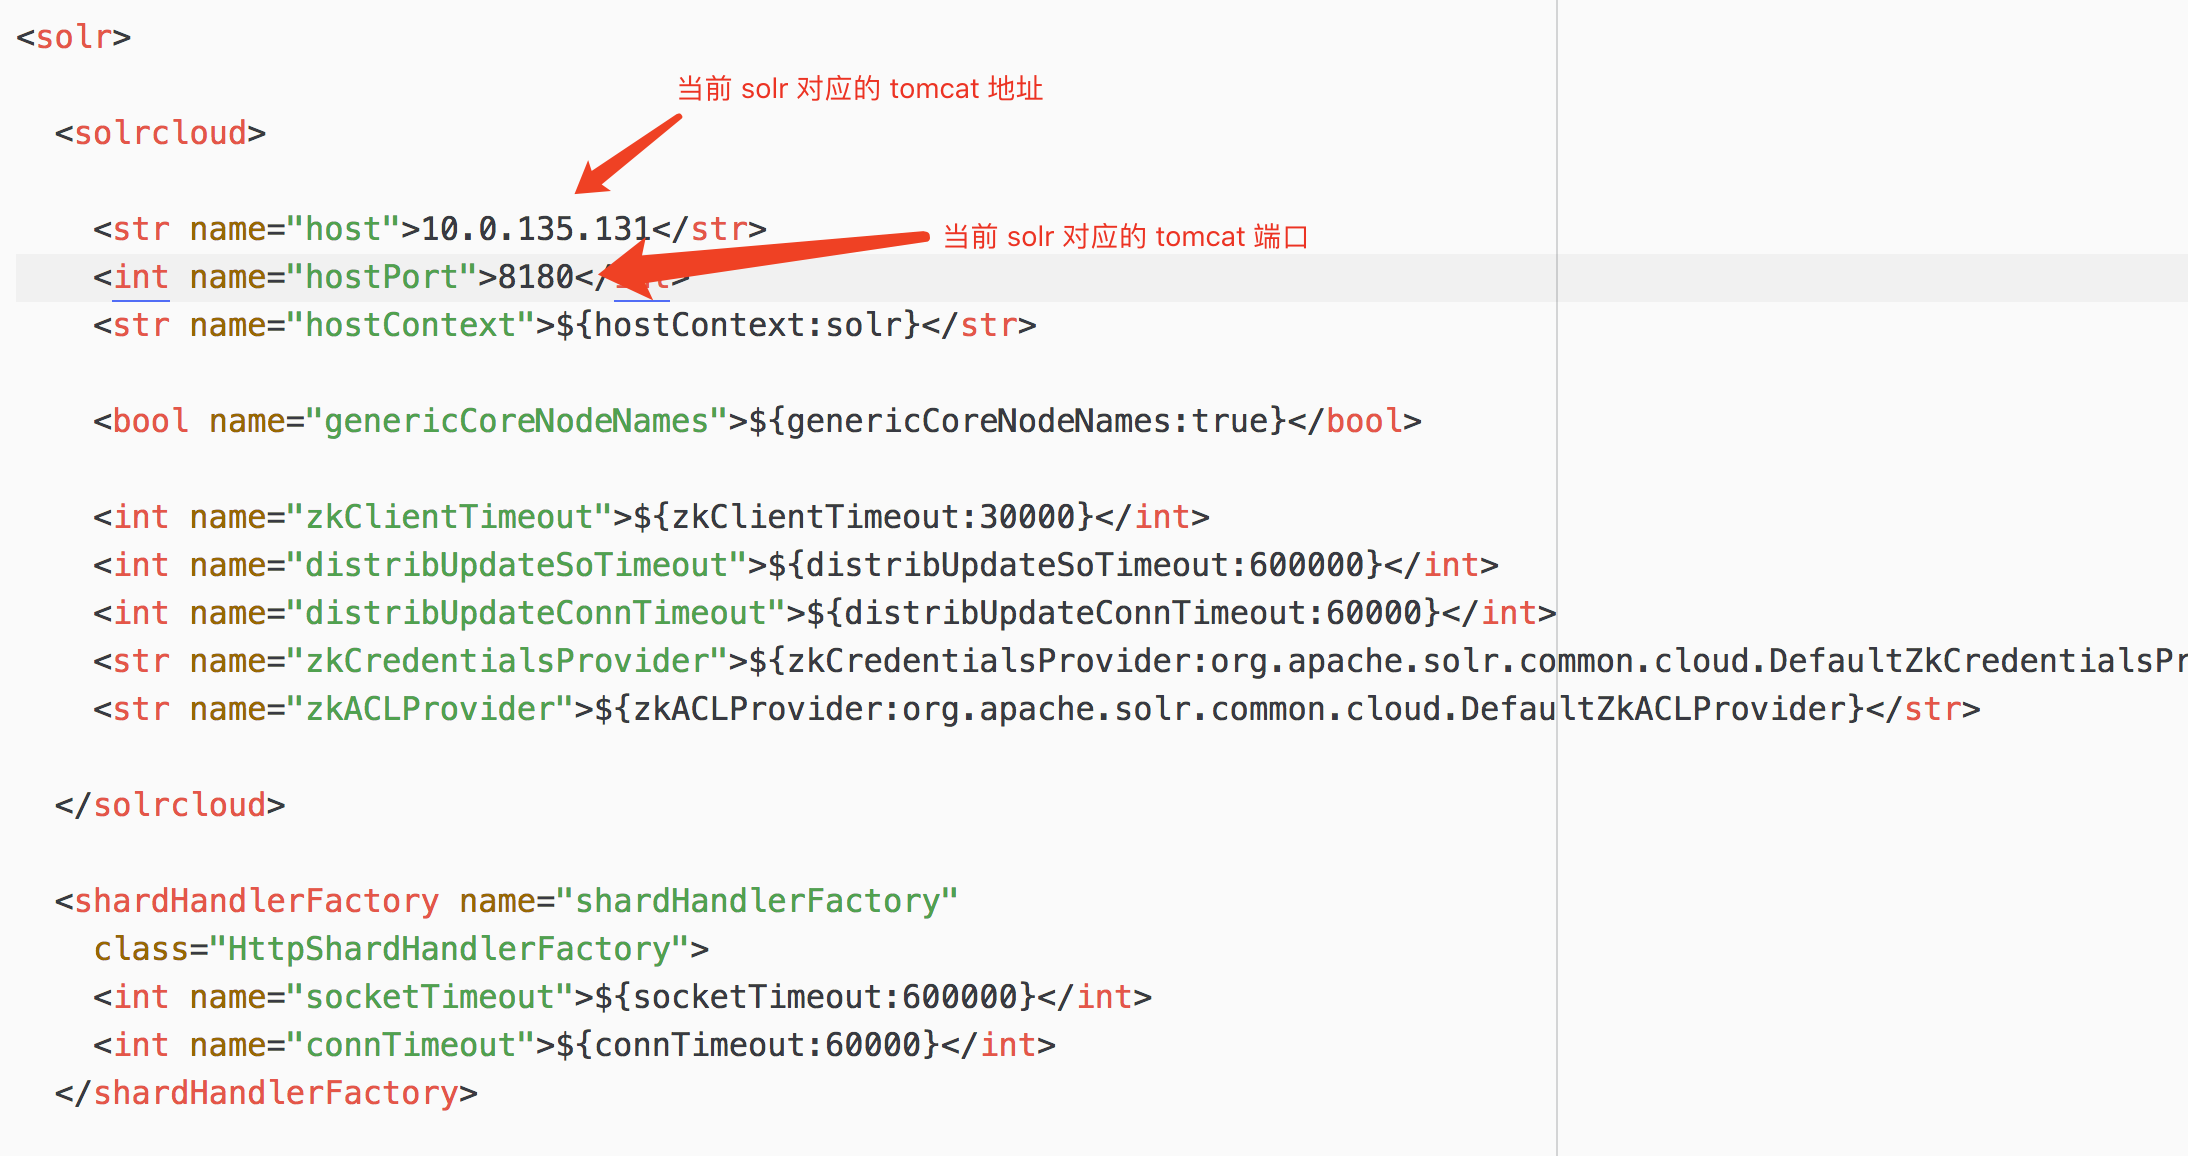 <solr>
当前 solr 对应的 tomcat 地址
<solrcloud>
<str name="host">10.0.135.131</str>
当前 solr 对应的 tomcat 端口
<int name="hostPort">8180</int>
<str name="hostContext">${hostContext:solr}</str>
<bool name="genericCoreNodeNames">${genericCoreNodeNames:true}</bool>
<int name="zkClientTimeout">${zkClientTimeout:30000}</int>
<int name="distribUpdateSoTimeout">${distribUpdateSoTimeout:600000}</int>
<int name="distribUpdateConnTimeout">${distribUpdateConnTimeout:60000}</int>
<str name="zkCredentialsProvider">${zkCredentialsProvider:org.apache.solr.common.cloud.DefaultZkCredentialsPr
<str name="zkACLProvider">${zkACLProvider:org.apache.solr.common.cloud.DefaultZkACLProvider}</str>
</solrcloud>
<shardHandlerFactory name="shardHandlerFactory"
class="HttpShardHandlerFactory">
<int name="socketTimeout">${socketTimeout:600000}</int>
<int name="connTimeout">${connTimeout:60000}</int>
</shardHandlerFactory>